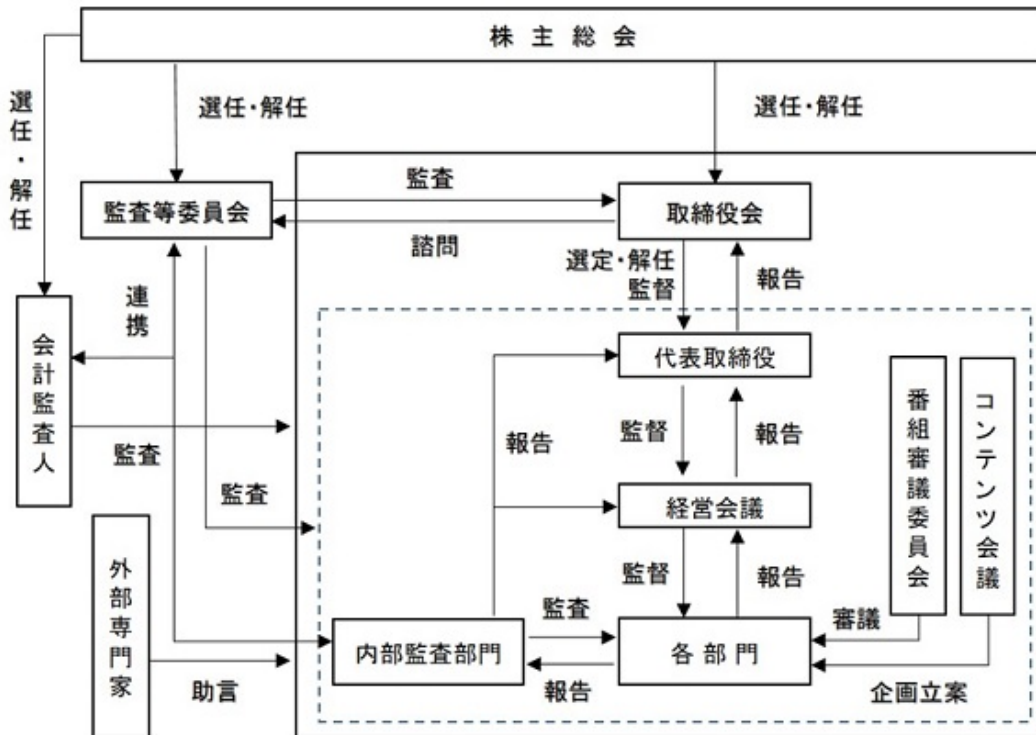 株主総会
選任・解任
選任・解任
選任・解任
監査等委員会
監査
諮問
取締役会
選定・解任
監督
報告
連携
会計監査人
代表取締役
番組審議委員会
コンテンツ会議
監査
報告
監督
報告
監査
経営会議
外部専門家
監督
報告
内部監査部門
監査
報告
各部門
審議
企画立案
助言